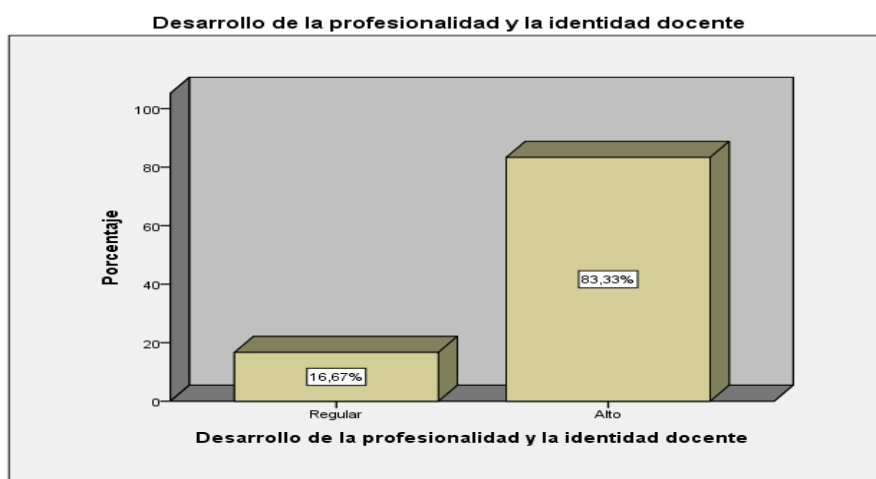 Desarrollo de la profesionalidad y la identidad docente
Porcentaje
100
80
60
40
20
0
16,67%
83,33%
Regular
Alto
Desarrollo de la profesionalidad y la identidad docente